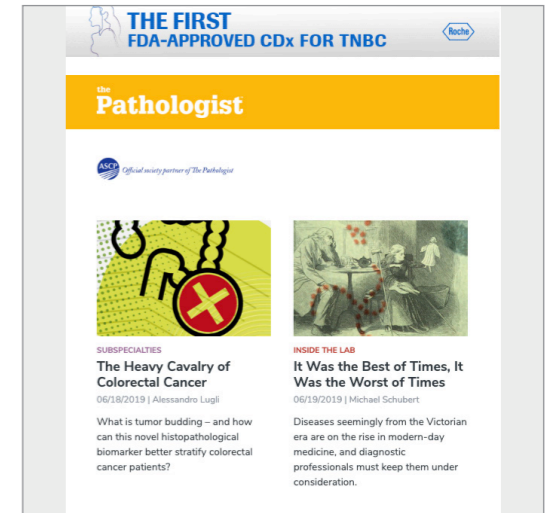 THE FIRST
FDA-APPROVED CDx FOR TNBC
Roche
the
Pathologist
ASCP Official society partner of The Pathologist
SUBSPECIALTIES
The Heavy Cavalry of
Colorectal Cancer
06/18/2019 | Alessandro Lugli
What is tumor budding – and how
can this novel histopathological
biomarker better stratify colorectal
cancer patients?
INSIDE THE LAB
It Was the Best of Times, It
Was the Worst of Times
06/19/2019 | Michael Schubert
Diseases seemingly from the Victorian
era are on the rise in modern-day
medicine, and diagnostic
professionals must keep them under
consideration.